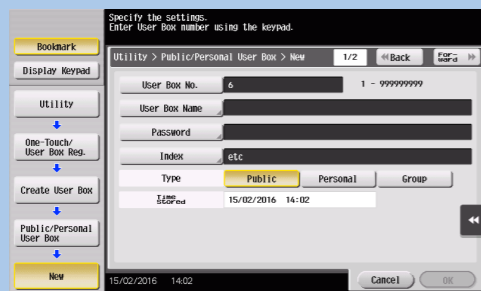 Specify the settings.
Enter User Box number using the keypad.
Bookmark
Display Keypad
Utility
One-Touch/
User Box Reg.
Create User Box
Public/Personal
User Box
New
Utility > Public/Personal User Box > New
1/2
Back
For-
ward
User Box No.
6
1 - 999999999
User Box Name
Password
Index
etc
Type
Public
Personal
Group
Time
Stored
15/02/2016 14:02
15/02/2016 14:02
Cancel
OK